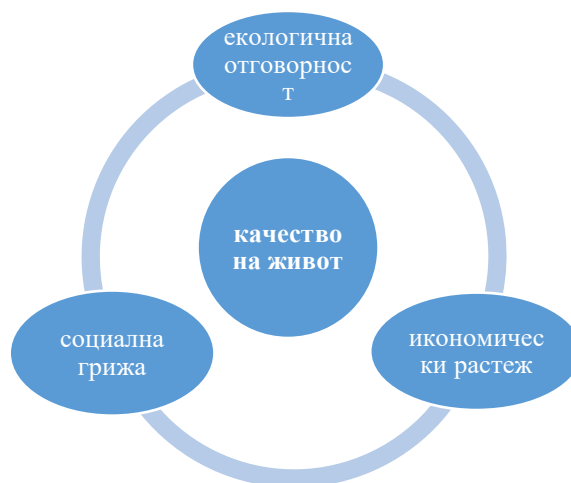 екологична
отговорнос
т
качество
на живот
социална
грижа
икономичес
ки растеж